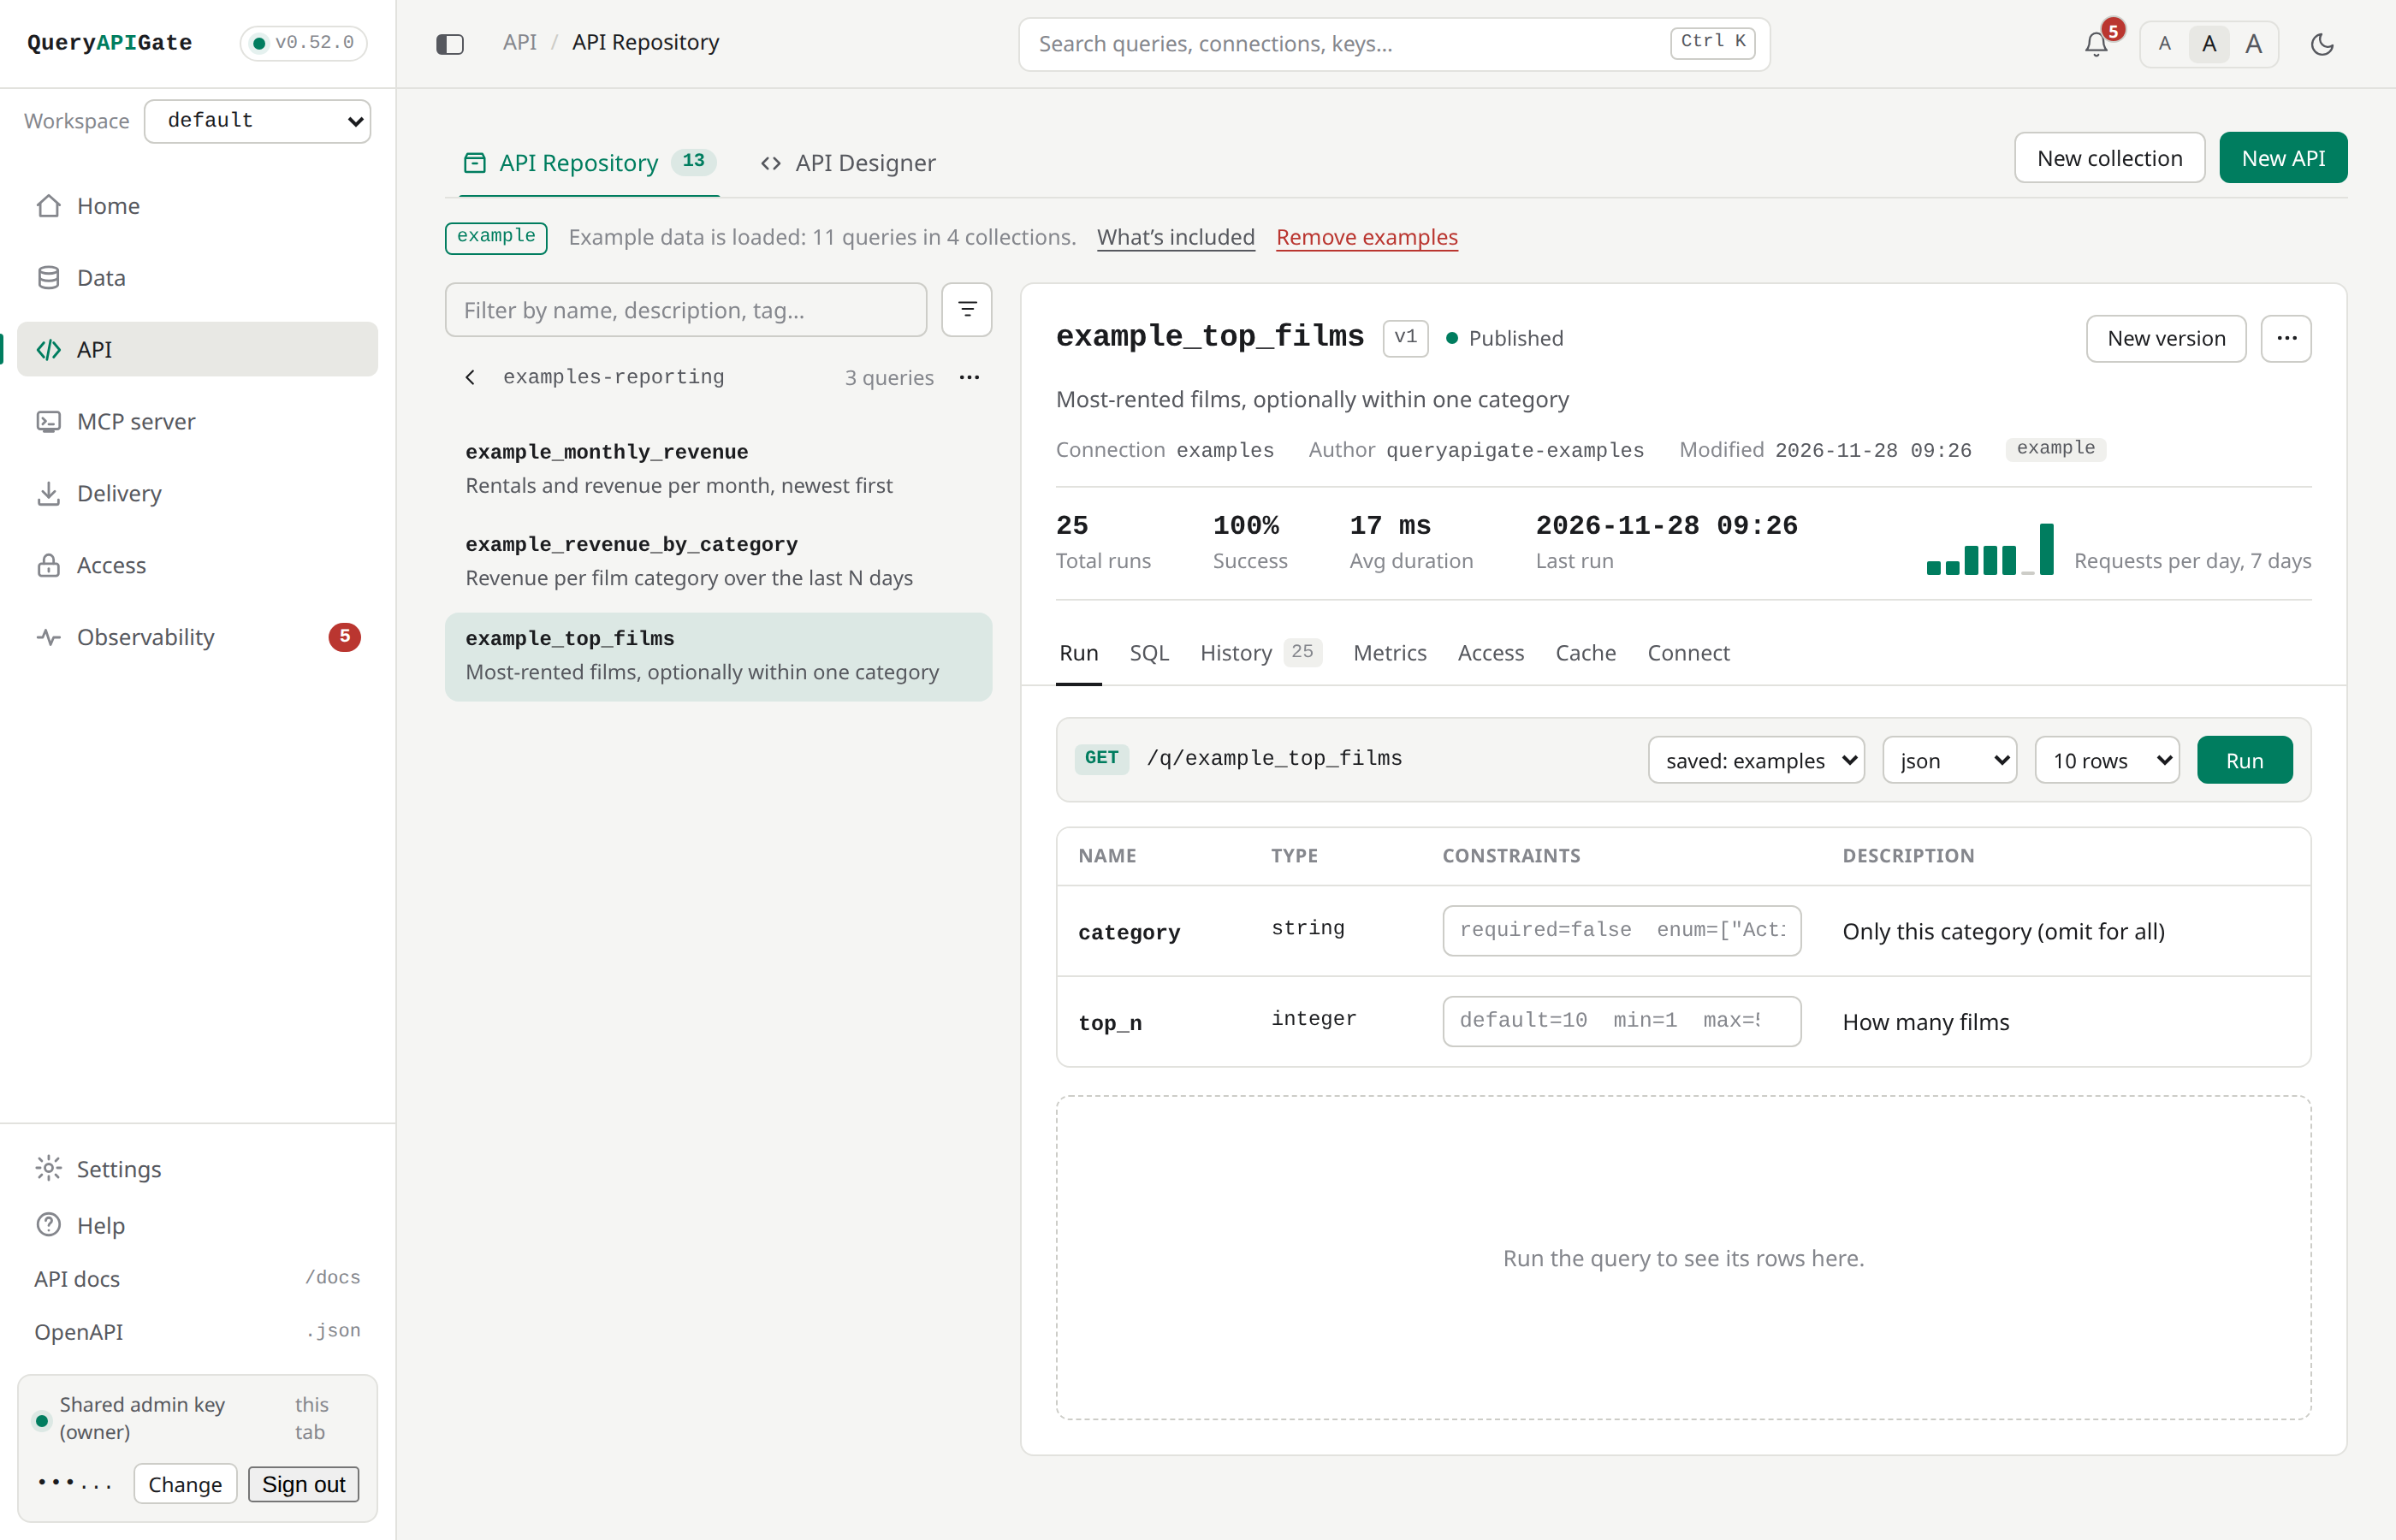 QueryAPIGate
v0.52.0
API / API Repository
Search queries, connections, keys...
Ctrl K
5
A A A
Workspace
default
Home
Data
API
MCP server
Delivery
Access
Observability
5
Settings
Help
API docs
/docs
OpenAPI
.json
Shared admin key (owner)
this tab
Change
Sign out
API Repository 13
API Designer
New collection
New API
example
Example data is loaded: 11 queries in 4 collections.
What's included
Remove examples
Filter by name, description, tag...
examples-reporting
3 queries
example_monthly_revenue
Rentals and revenue per month, newest first
example_revenue_by_category
Revenue per film category over the last N days
example_top_films
Most-rented films, optionally within one category
example_top_films
v1
Published
New version
Most-rented films, optionally within one category
Connection examples
Author queryapigate-examples
Modified 2026-11-28 09:26
example
25
Total runs
100%
Success
17 ms
Avg duration
2026-11-28 09:26
Last run
Requests per day, 7 days
Run
SQL
History 25
Metrics
Access
Cache
Connect
GET
/q/example_top_films
saved: examples
json
10 rows
Run
NAME TYPE CONSTRAINTS DESCRIPTION
category string required=false enum=["Act Only this category (omit for all)
top_n integer default=10 min=1 max= How many films
Run the query to see its rows here.